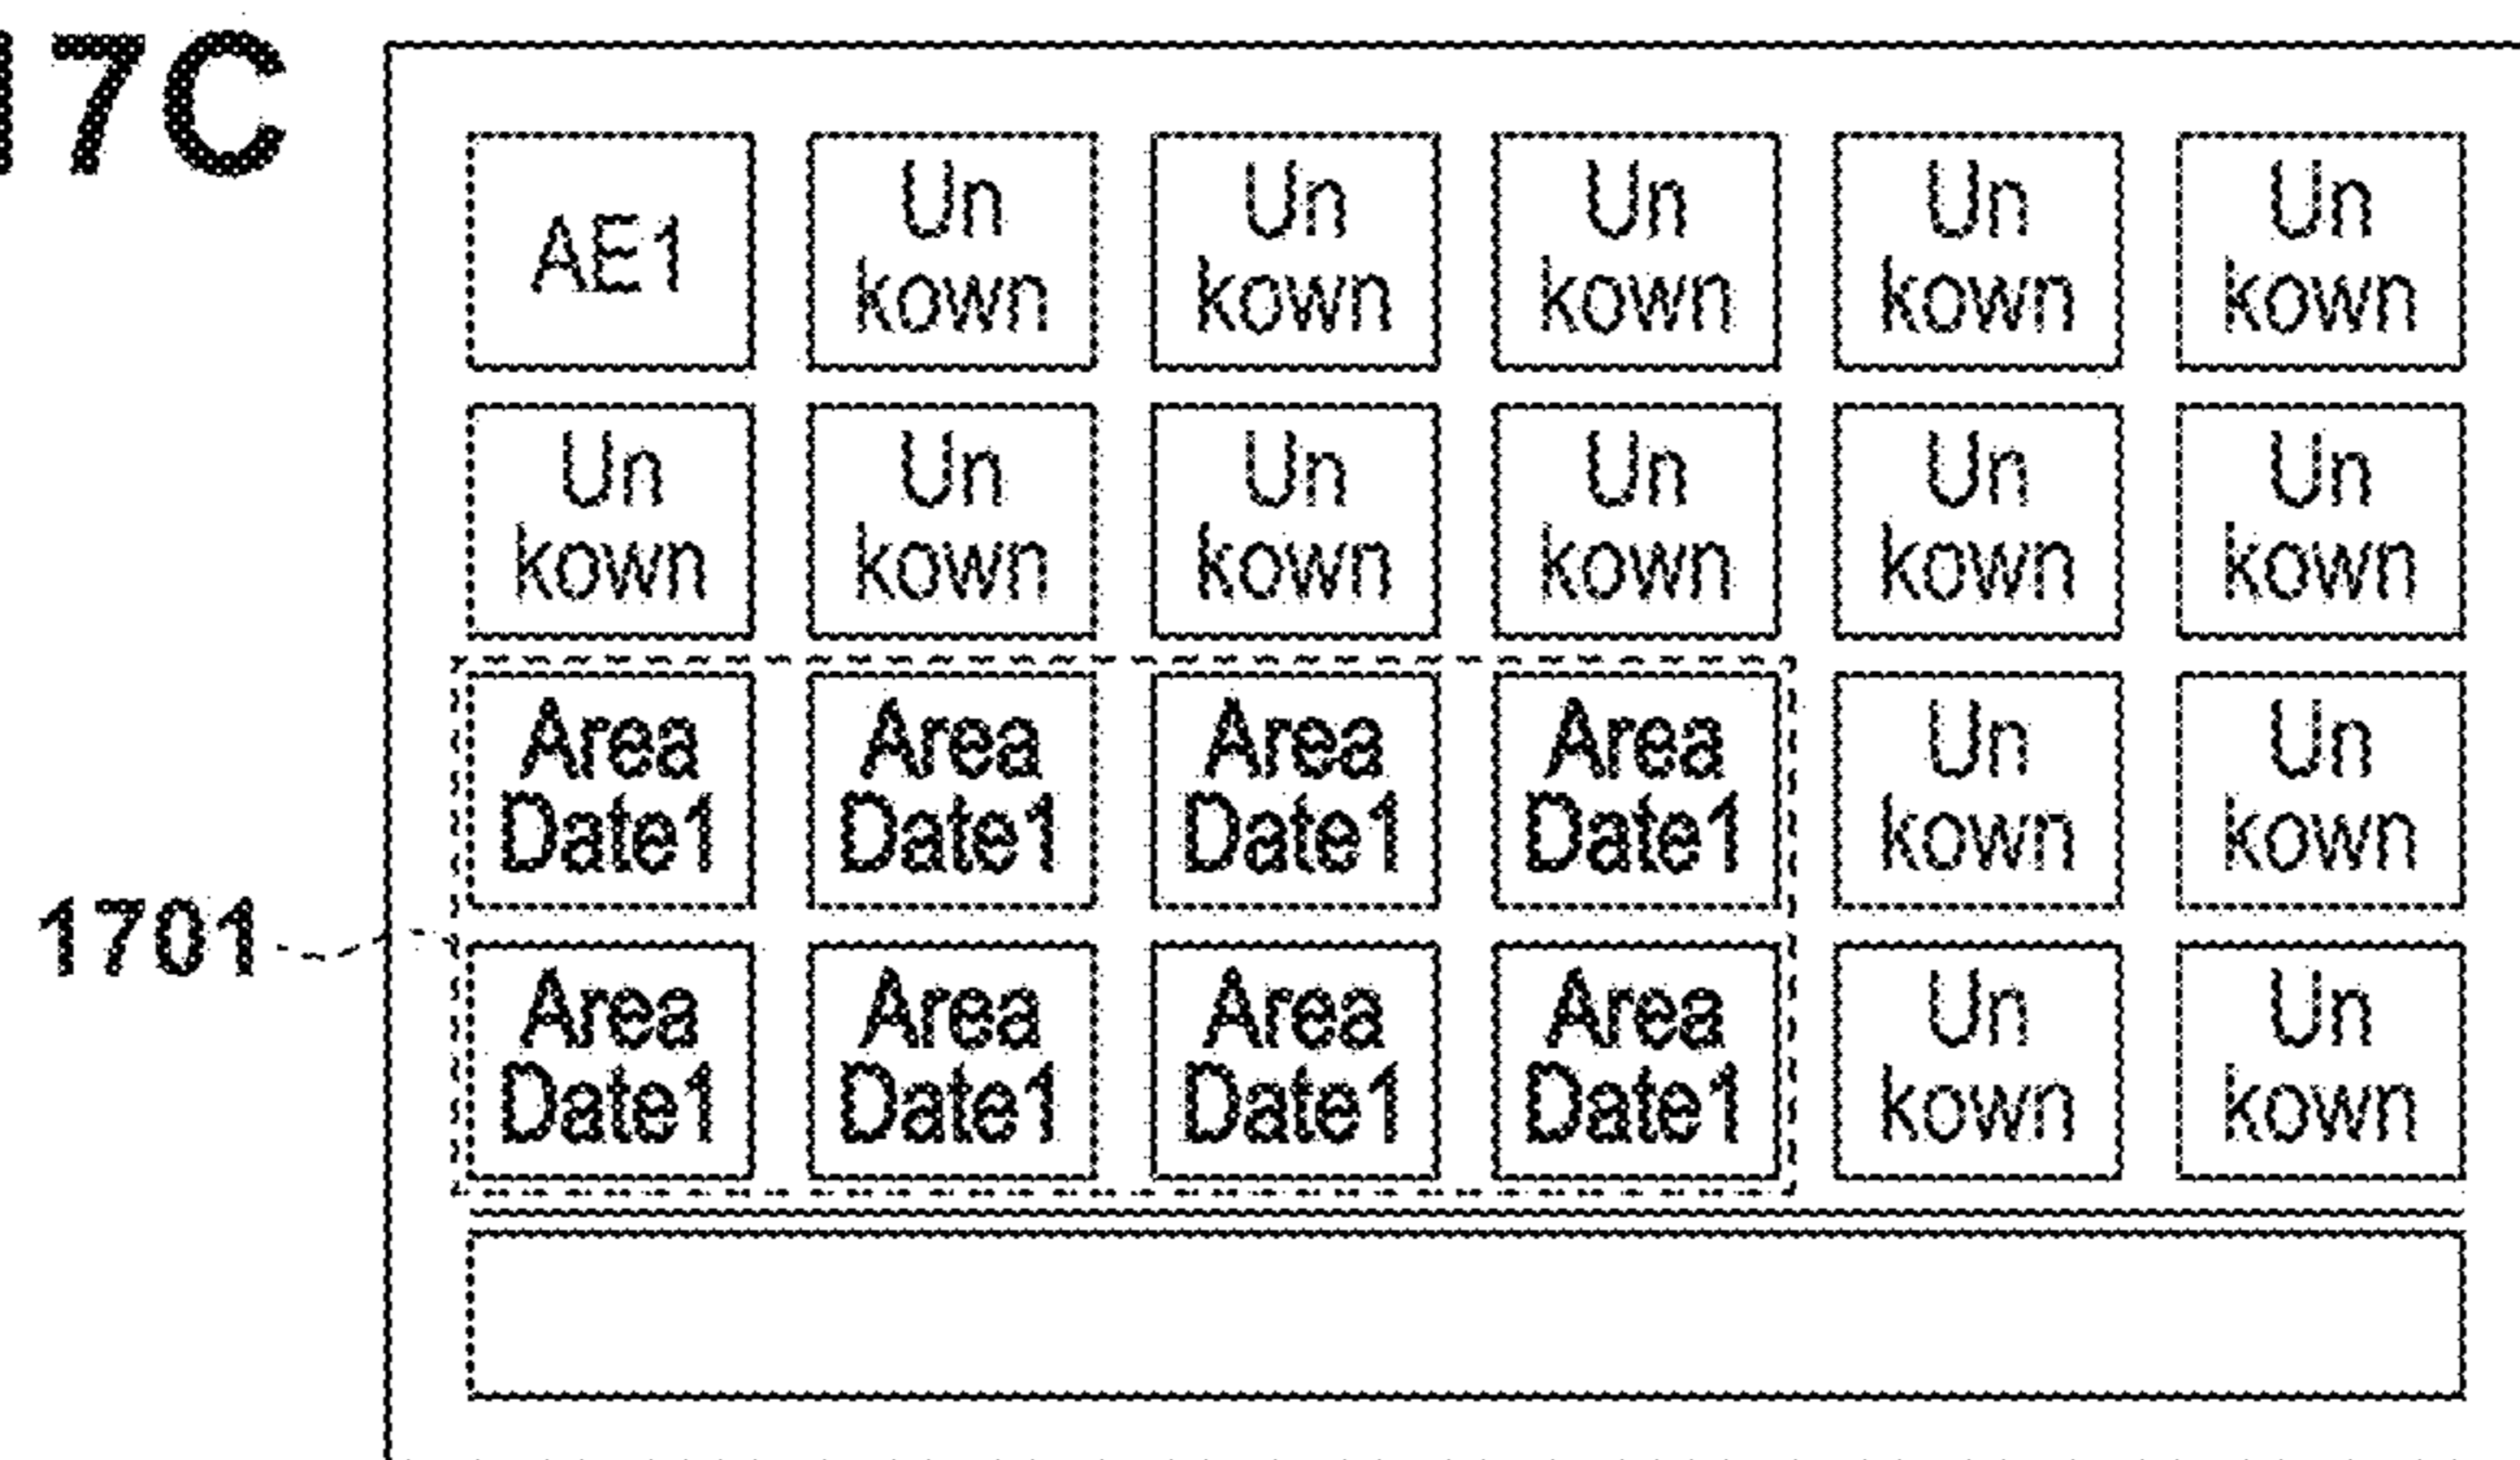 17C
AE1 Un Un Un Un Un
kown kown kown kown kown
Un Un Un Un Un Un
kown kown kown kown kown kown
Area Area Area Area Un Un
Date1 Date1 Date1 Date1 kown kown
1701
Area Area Area Area Un Un
Date1 Date1 Date1 Date1 kown kown